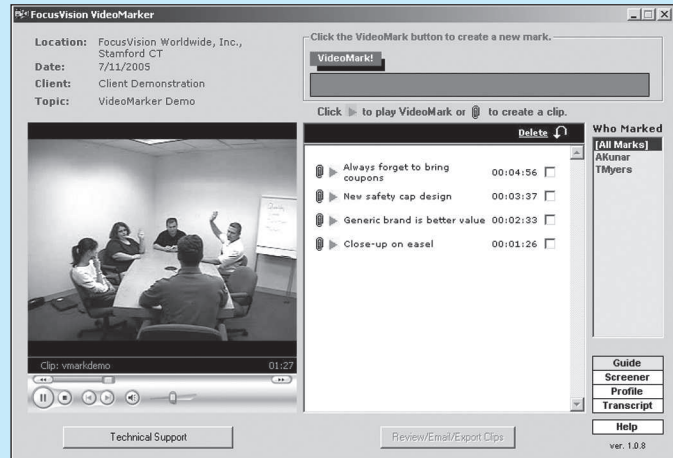 FocusVision VideoMarker
Location: FocusVision Worldwide, Inc.,
Stamford CT
Date: 7/11/2005
Client: Client Demonstration
Topic: VideoMarker Demo
Click the VideoMark button to create a new mark.
VideoMark!
Click to play VideoMark or to create a clip.
Delete
Always forget to bring
coupons 00:04:56
New safety cap design 00:03:37
Generic brand is better value 00:02:33
Close-up on easel 00:01:26
Who Marked
[All Marks]
AKunar
TMyers
Clip: vmarkdemo 01:27
Guide
Screener
Profile
Transcript
Help
ver. 1.0.8
Technical Support
Review/Email/Export Clips